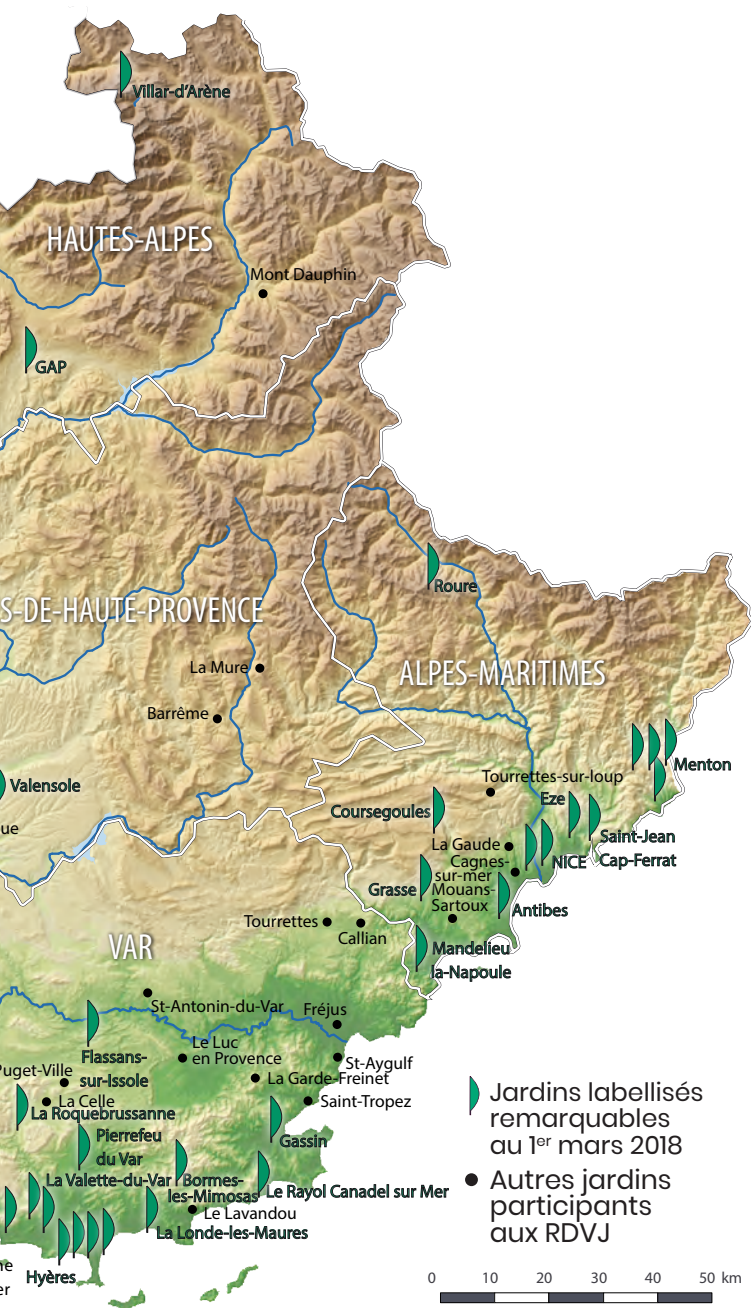 Villar-d'Arène
HAUTES-ALPES
Mont Dauphin
GAP
S-DE-HAUTE-PROVENCE
Roure
ALPES-MARITIMES
La Mure
Barrême
Menton
Valensole
Tourrettes-sur-loup
Coursegoules
Eze
ue
Saint-Jean
Cap-Ferrat
La Gaude
NICE
Cagnes-
sur-mer
Grasse
Mouans-
Sartoux
Antibes
Tourrettes
Callian
VAR
Mandelieu
la-Napoule
St-Antonin-du-Var
Fréjus
Flassans-
sur-Issole
Le Luc
en Provence
St-Aygulf
Puget-Ville
La Garde-Freinet
La Celle
Saint-Tropez
La Roquebrussanne
Gassin
Pierrefeu
du Var
La Valette-du-Var
Bormes-
les-Mimosas
Le Rayol Canadel sur Mer
Le Lavandou
La Londe-les-Maures
ne
er
Hyères
Jardins labellisés
remarquables
au 1er mars 2018
Autres jardins
participants
aux RDVJ
0 10 20 30 40 50 km